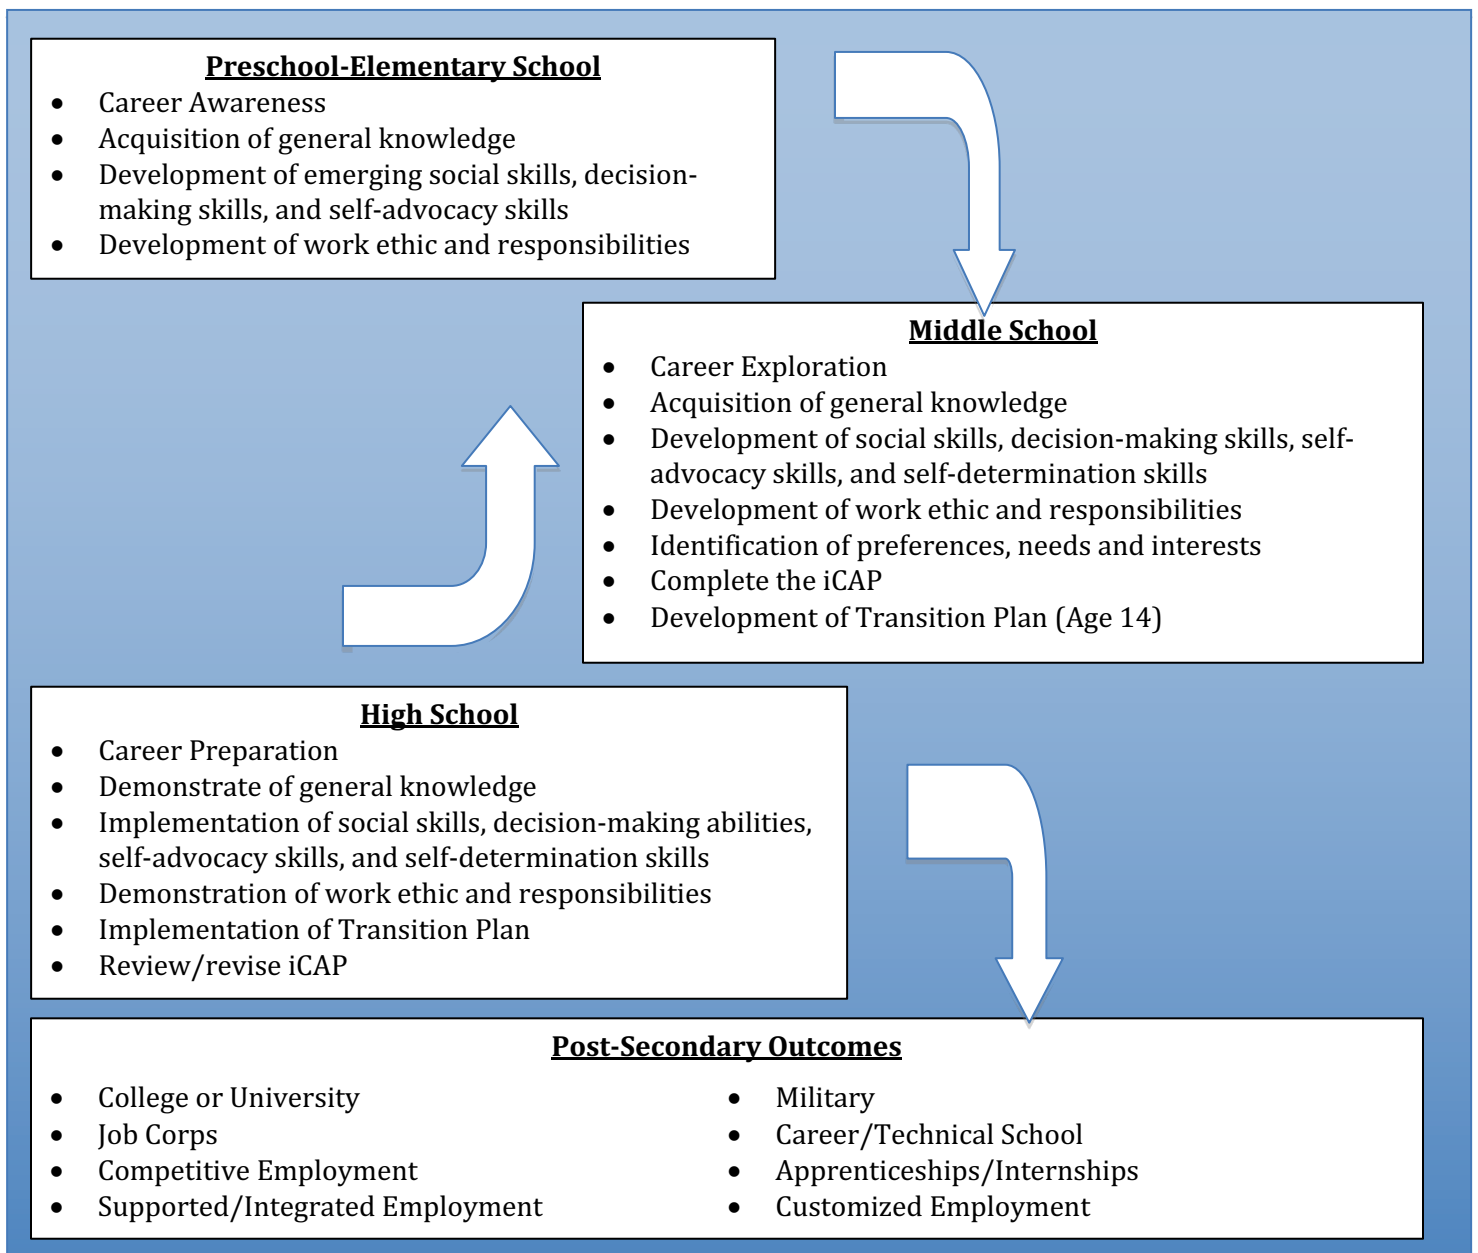 Preschool-Elementary School
• Career Awareness
• Acquisition of general knowledge
• Development of emerging social skills, decision-
making skills, and self-advocacy skills
• Development of work ethic and responsibilities
Middle School
• Career Exploration
• Acquisition of general knowledge
• Development of social skills, decision-making skills, self-
advocacy skills, and self-determination skills
• Development of work ethic and responsibilities
• Identification of preferences, needs and interests
• Complete the iCAP
• Development of Transition Plan (Age 14)
High School
• Career Preparation
• Demonstrate of general knowledge
• Implementation of social skills, decision-making abilities,
self-advocacy skills, and self-determination skills
• Demonstration of work ethic and responsibilities
• Implementation of Transition Plan
• Review/revise iCAP
Post-Secondary Outcomes
• College or University
• Job Corps
• Competitive Employment
• Supported/Integrated Employment
• Military
• Career/Technical School
• Apprenticeships/Internships
• Customized Employment